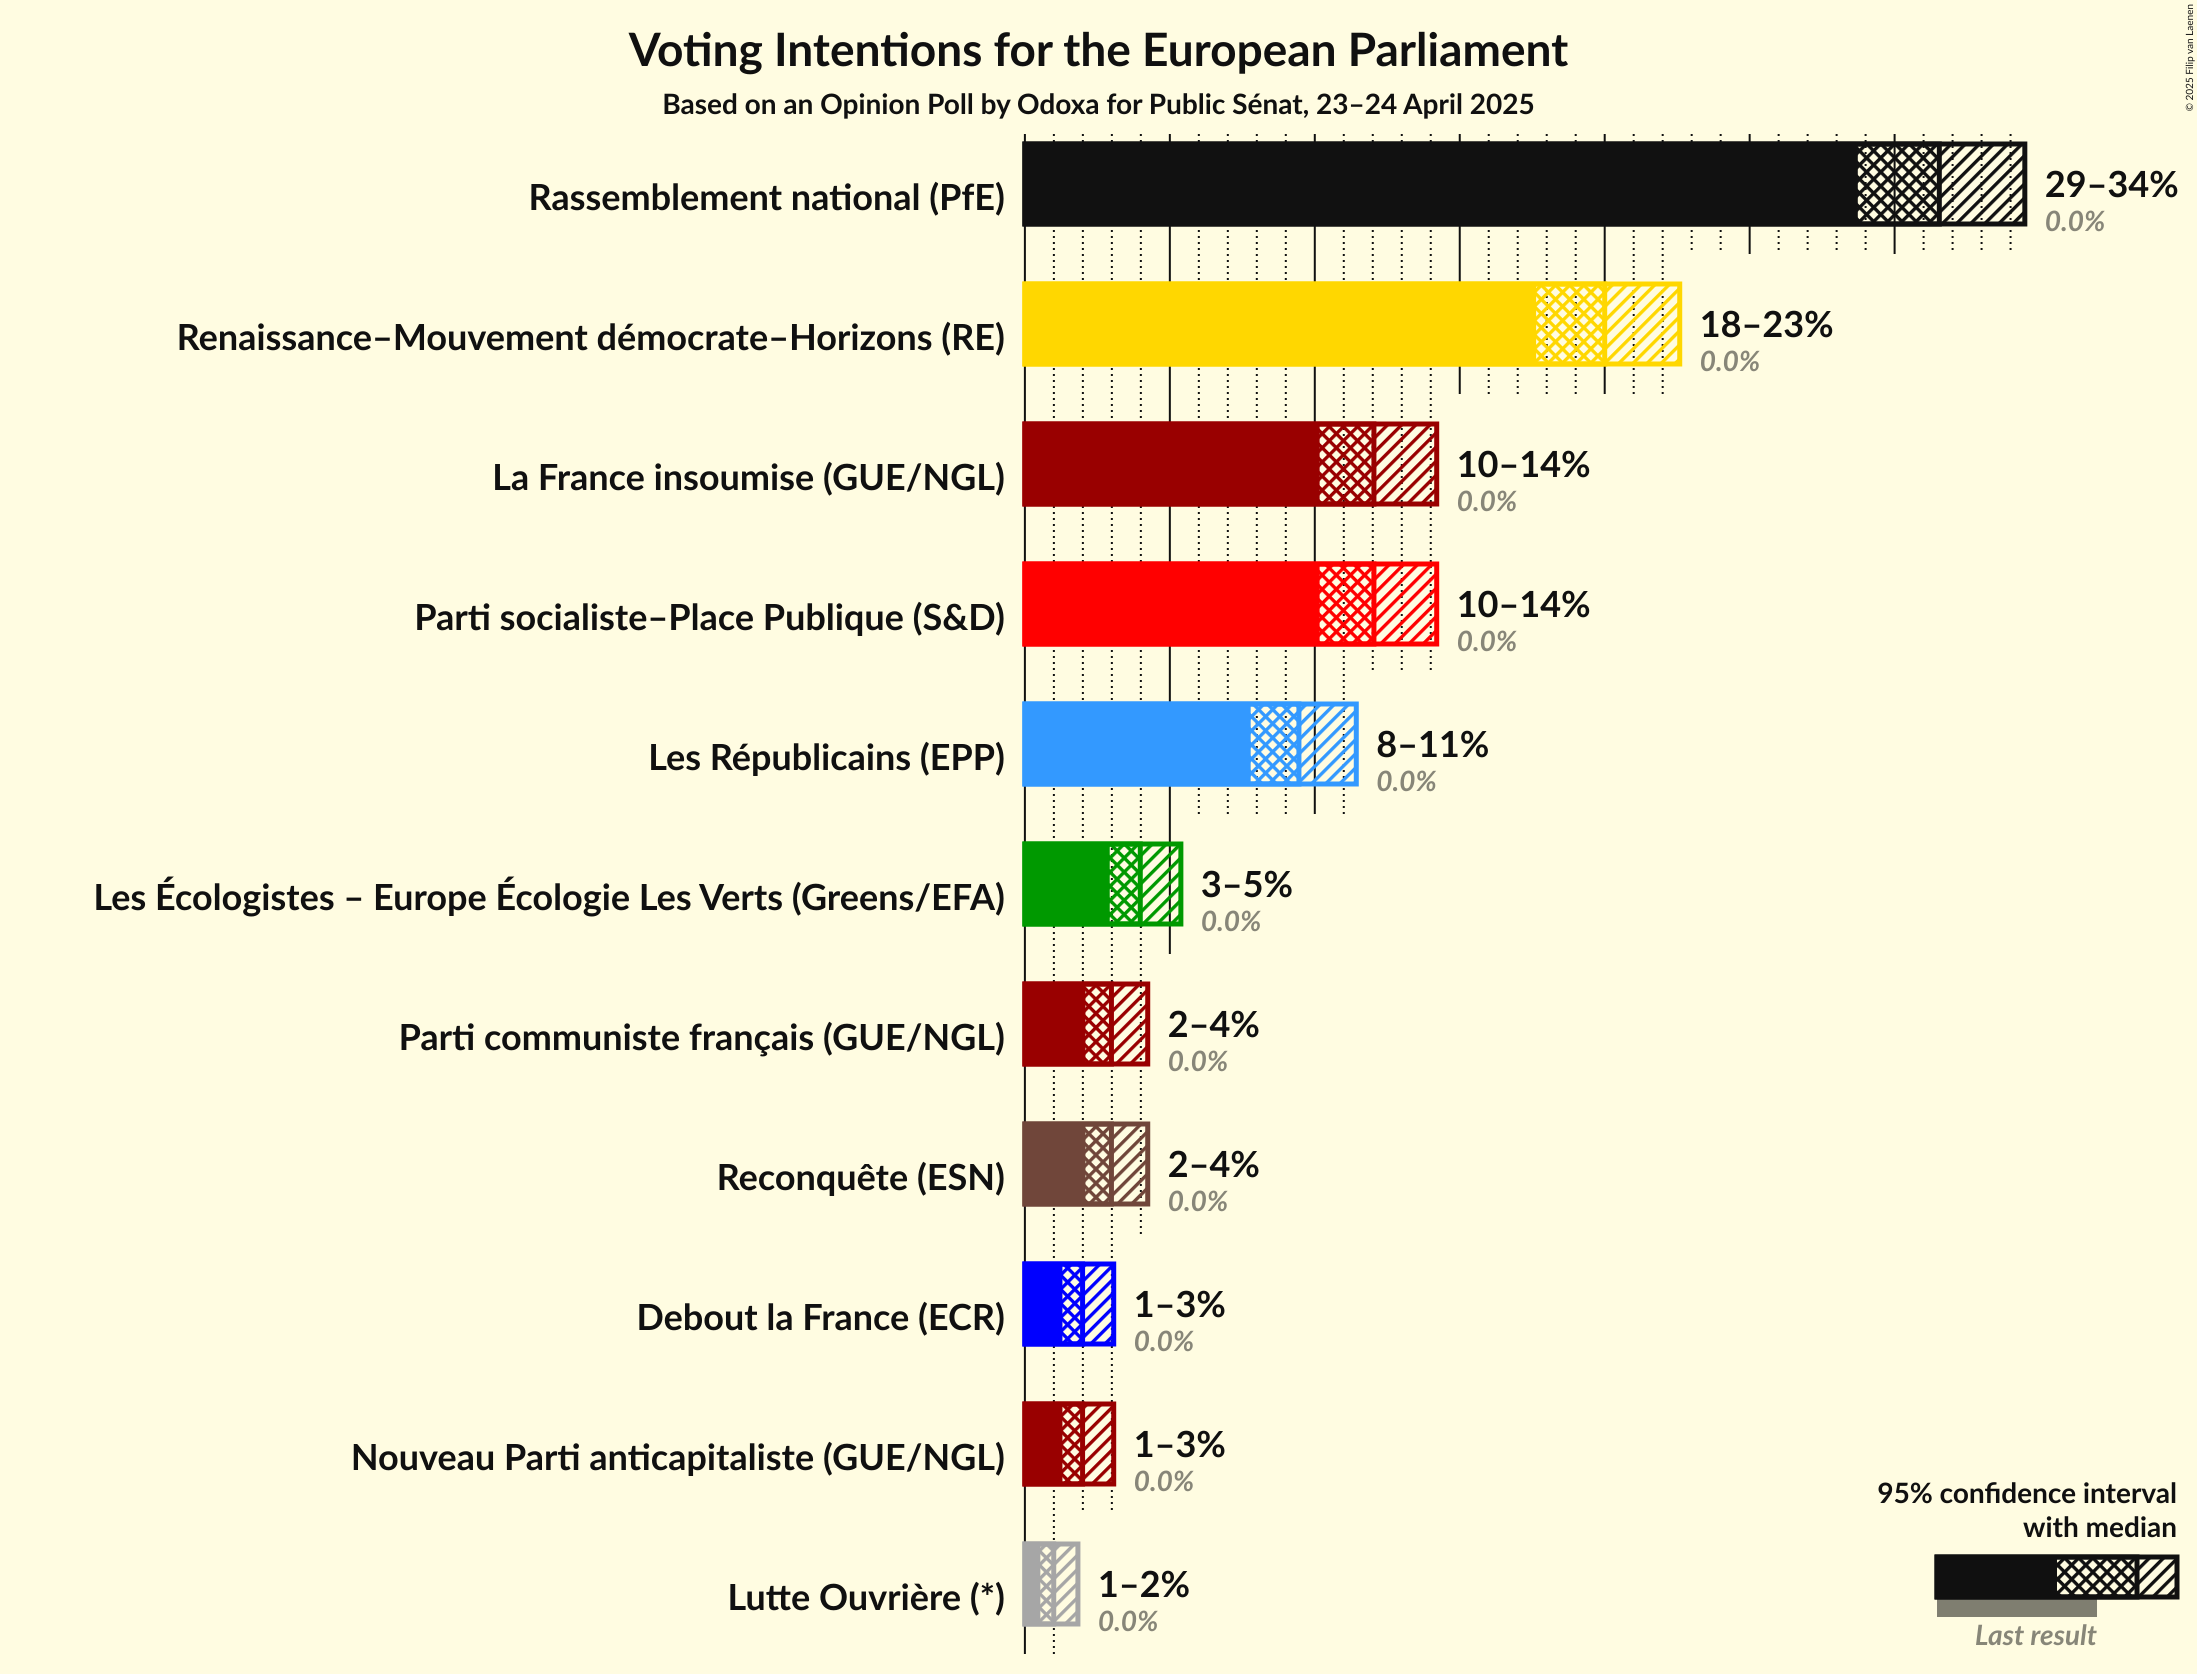 Voting Intentions for the European Parliament
Based on an Opinion Poll by Odoxa for Public Sénat, 23–24 April 2025
© 2025 Filip van Laenen
Rassemblement national (PfE)
29–34%
0.0%
Renaissance–Mouvement démocrate–Horizons (RE)
18–23%
0.0%
La France insoumise (GUE/NGL)
10–14%
0.0%
Parti socialiste–Place Publique (S&D)
10–14%
0.0%
Les Républicains (EPP)
8–11%
0.0%
Les Écologistes – Europe Écologie Les Verts (Greens/EFA)
3–5%
0.0%
Parti communiste français (GUE/NGL)
2–4%
0.0%
Reconquête (ESN)
2–4%
0.0%
Debout la France (ECR)
1–3%
0.0%
Nouveau Parti anticapitaliste (GUE/NGL)
1–3%
0.0%
Lutte Ouvrière (*)
1–2%
0.0%
95% confidence interval
with median
Last result